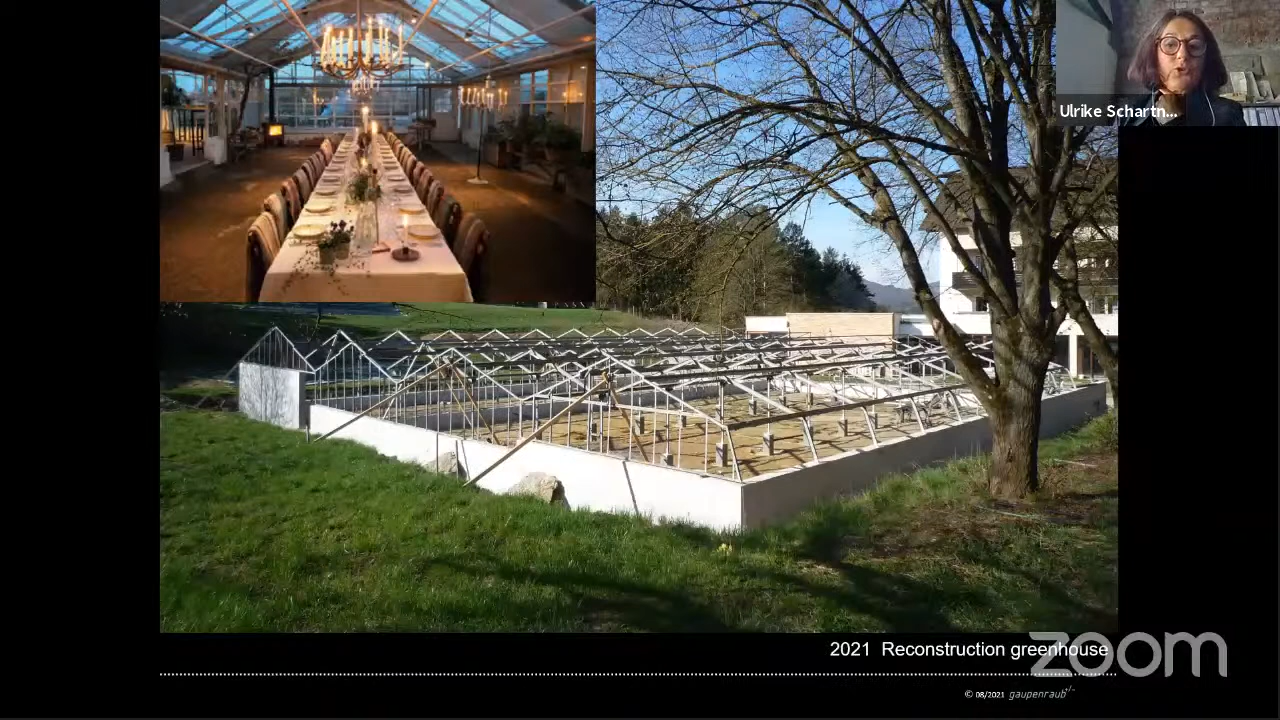 Ulrike Schartn...
2021 Reconstruction greenhouse
zoom
© 08/2021 gaupenraub+/-